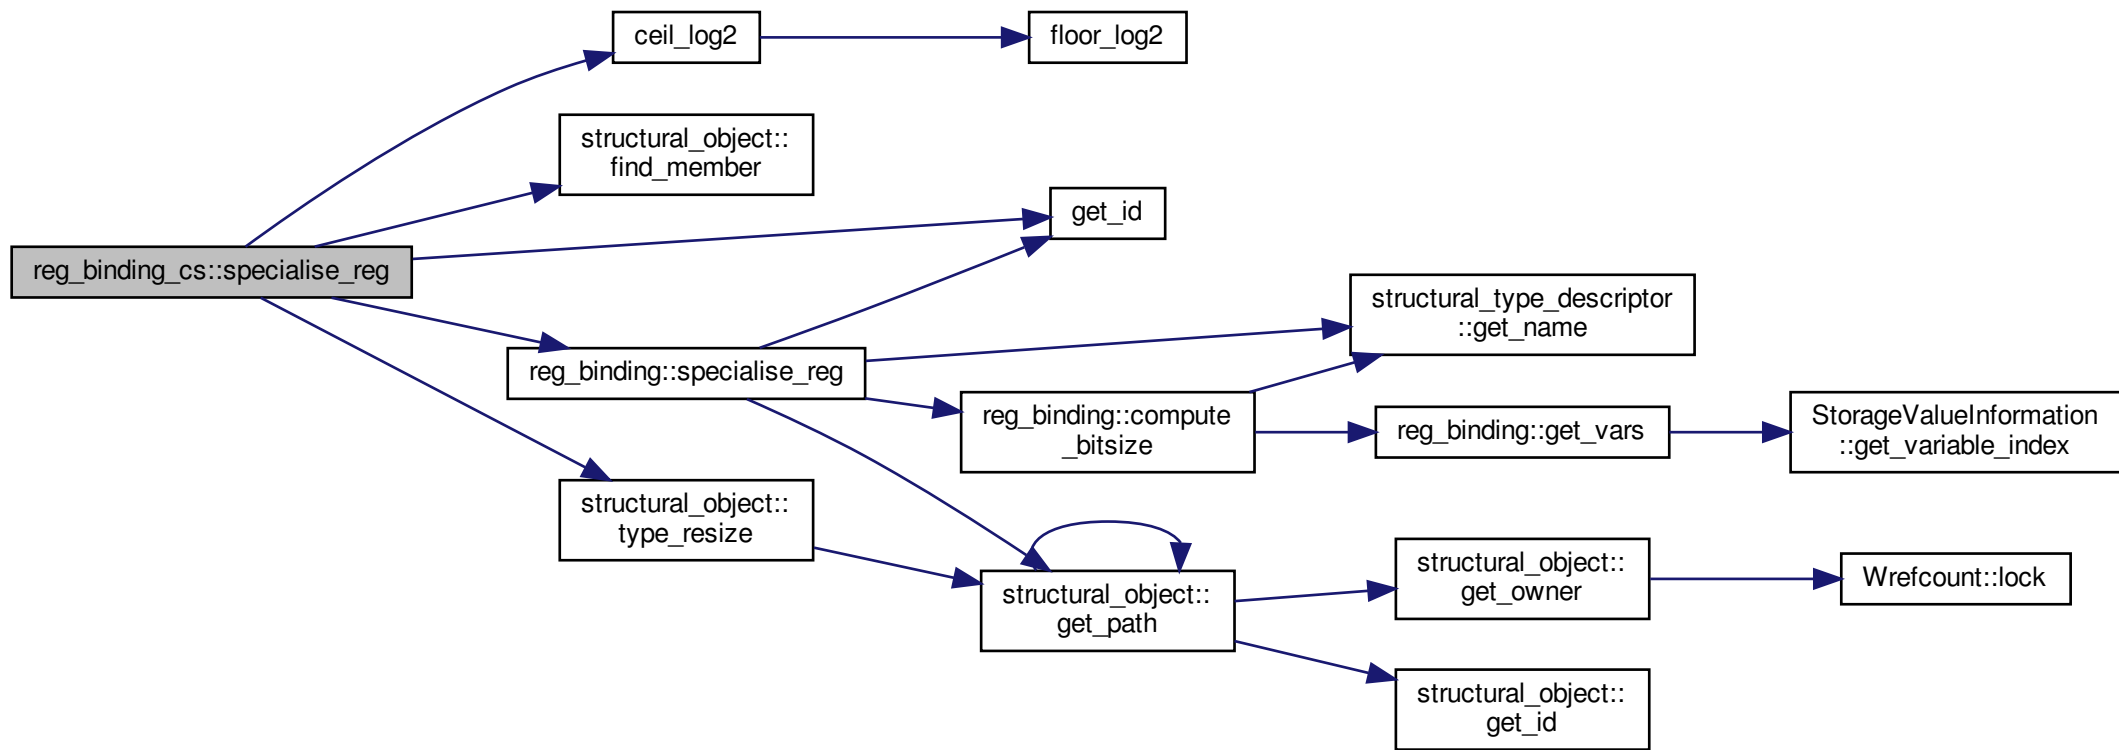 ceil_log2
floor_log2
structural_object::
find_member
get_id
reg_binding_cs::specialise_reg
structural_type_descriptor
::get_name
reg_binding::specialise_reg
reg_binding::compute
_bitsize
reg_binding::get_vars
StorageValueInformation
::get_variable_index
structural_object::
type_resize
structural_object::
get_path
structural_object::
get_owner
Wrefcount::lock
structural_object::
get_id